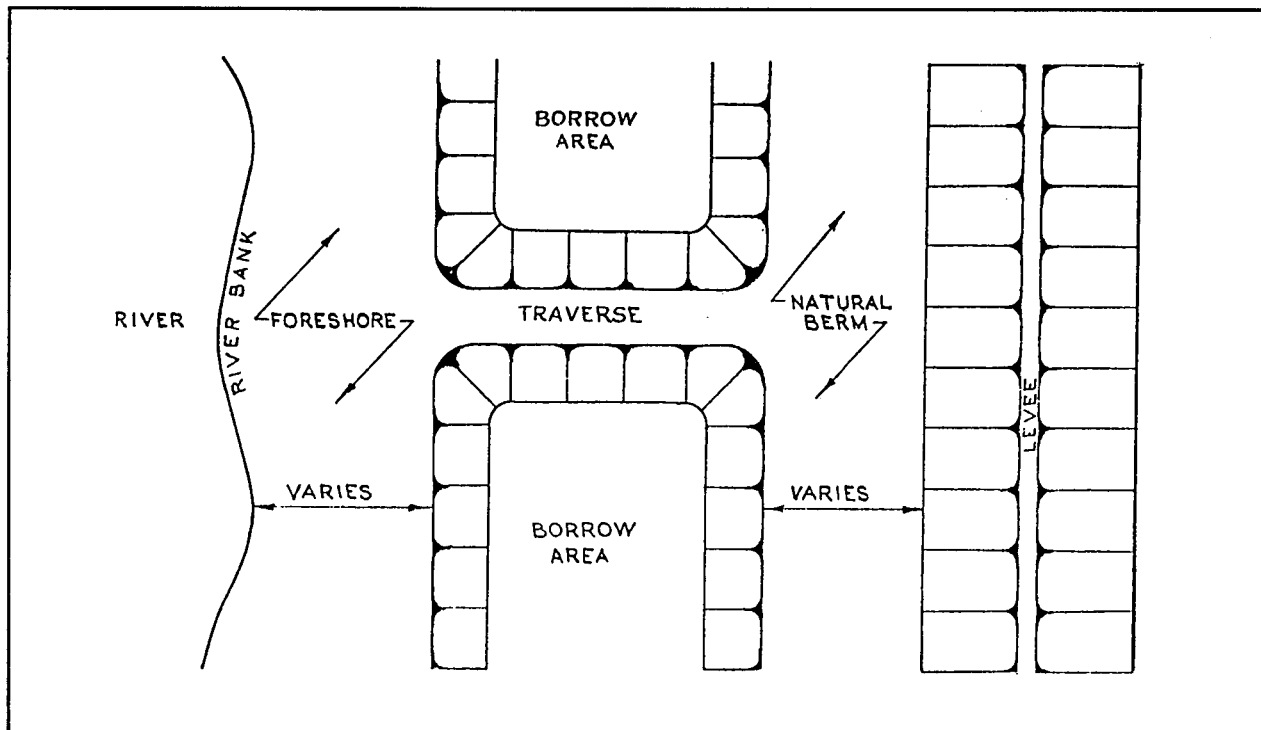 BORROW
AREA
RIVER BANK
RIVER
FORESHORE
TRAVERSE
NATURAL
BERM
LEVEE
VARIES
VARIES
BORROW
AREA